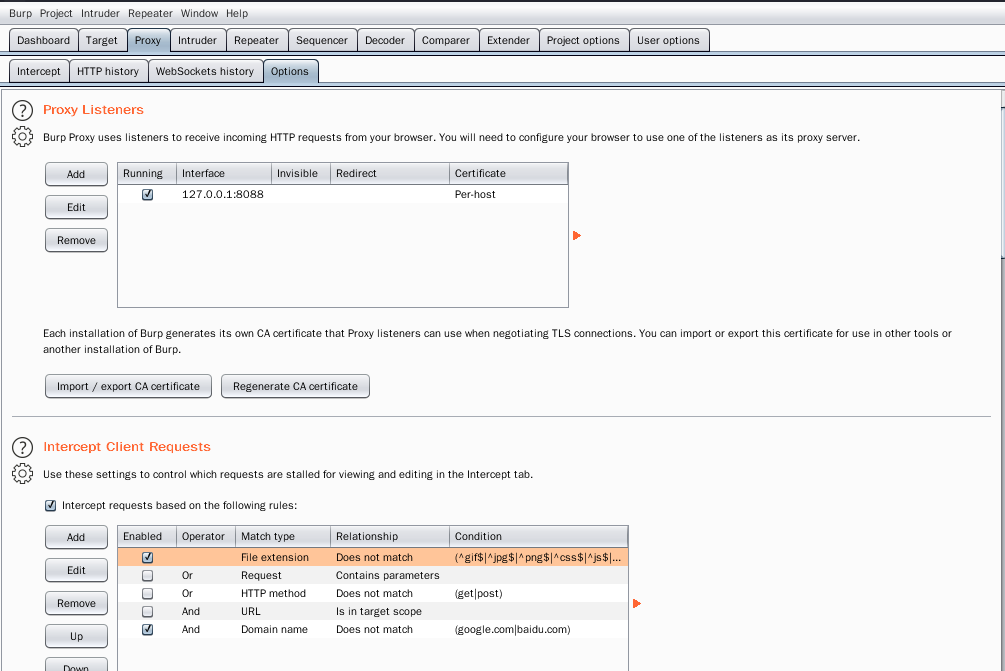 Burp Project Intruder Repeater Window Help
Dashboard Target Proxy Intruder Repeater Sequencer Decoder Comparer Extender Project options User options
Intercept HTTP history WebSockets history Options
? Proxy Listeners
Burp Proxy uses listeners to receive incoming HTTP requests from your browser. You will need to configure your browser to use one of the listeners as its proxy server.
Add Running Interface Invisible Redirect Certificate
127.0.0.1:8088 Per-host
Edit
Remove
Each installation of Burp generates its own CA certificate that Proxy listeners can use when negotiating TLS connections. You can import or export this certificate for use in other tools or
another installation of Burp.
Import / export CA certificate Regenerate CA certificate
? Intercept Client Requests
Use these settings to control which requests are stalled for viewing and editing in the Intercept tab.
Intercept requests based on the following rules:
Add Enabled Operator Match type Relationship Condition
File extension Does not match (^gif$|^jpg$|^png$|^css$|^js$|...
Edit Or Request Contains parameters
Or HTTP method Does not match (get|post)
Remove And URL Is in target scope
Up And Domain name Does not match (google.com|baidu.com)
Down